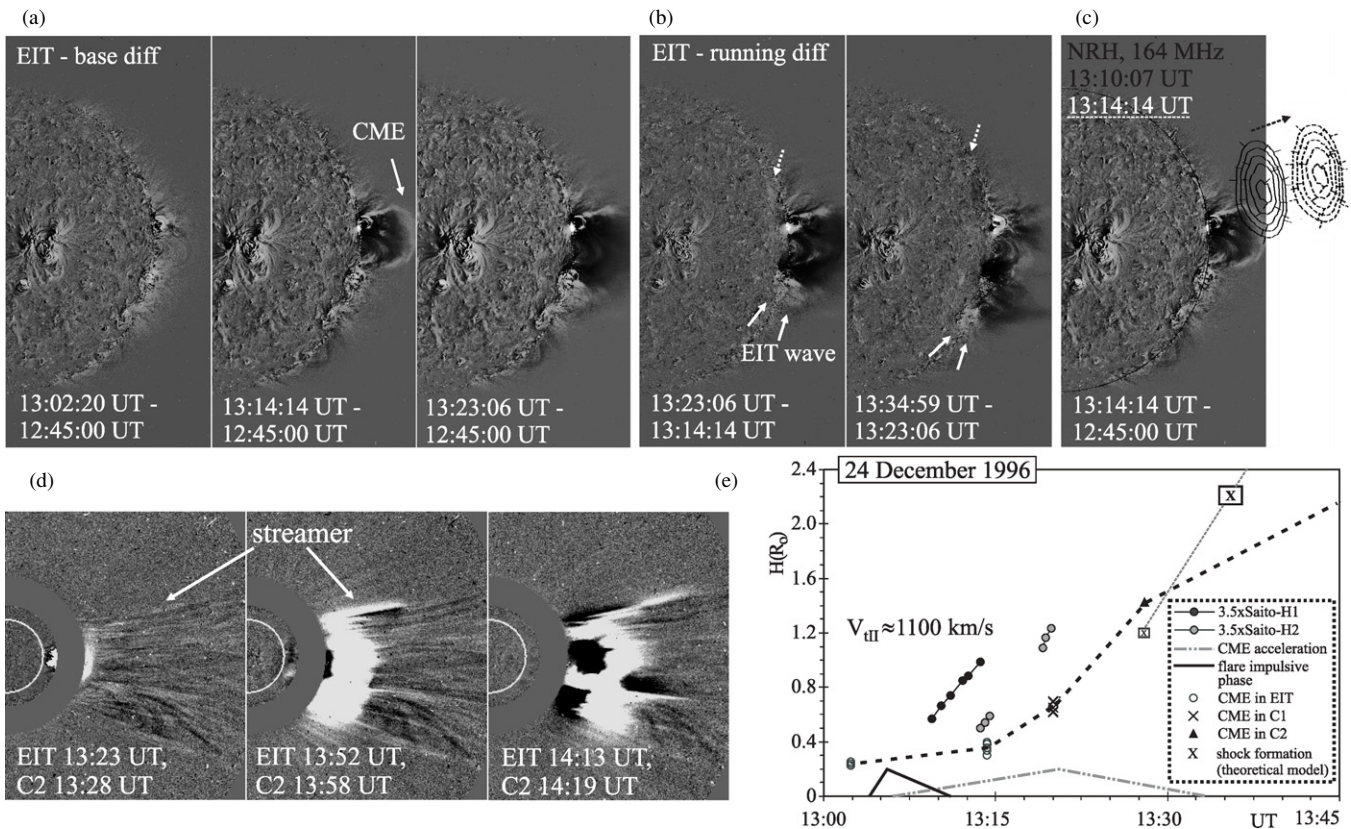 (a)
(b)
(c)
EIT - base diff
CME
13:02:20 UT -
12:45:00 UT
13:14:14 UT -
12:45:00 UT
13:23:06 UT -
12:45:00 UT
EIT - running diff
EIT wave
13:23:06 UT -
13:14:14 UT
13:34:59 UT -
13:23:06 UT
NRH, 164 MHz
13:10:07 UT
13:14:14 UT
13:14:14 UT -
12:45:00 UT
(d)
(e)
streamer
EIT 13:23 UT,
C2 13:28 UT
EIT 13:52 UT,
C2 13:58 UT
EIT 14:13 UT,
C2 14:19 UT
24 December 1996
H(R₀)
2.4
2.0
1.6
1.2
0.8
0.4
0
V_tII≈1100 km/s
x
x
3.5xSaito-H1
3.5xSaito-H2
CME acceleration
flare impulsive
phase
CME in EIT
CME in C1
CME in C2
x shock formation
(theoretical model)
13:00
13:15
13:30
UT
13:45